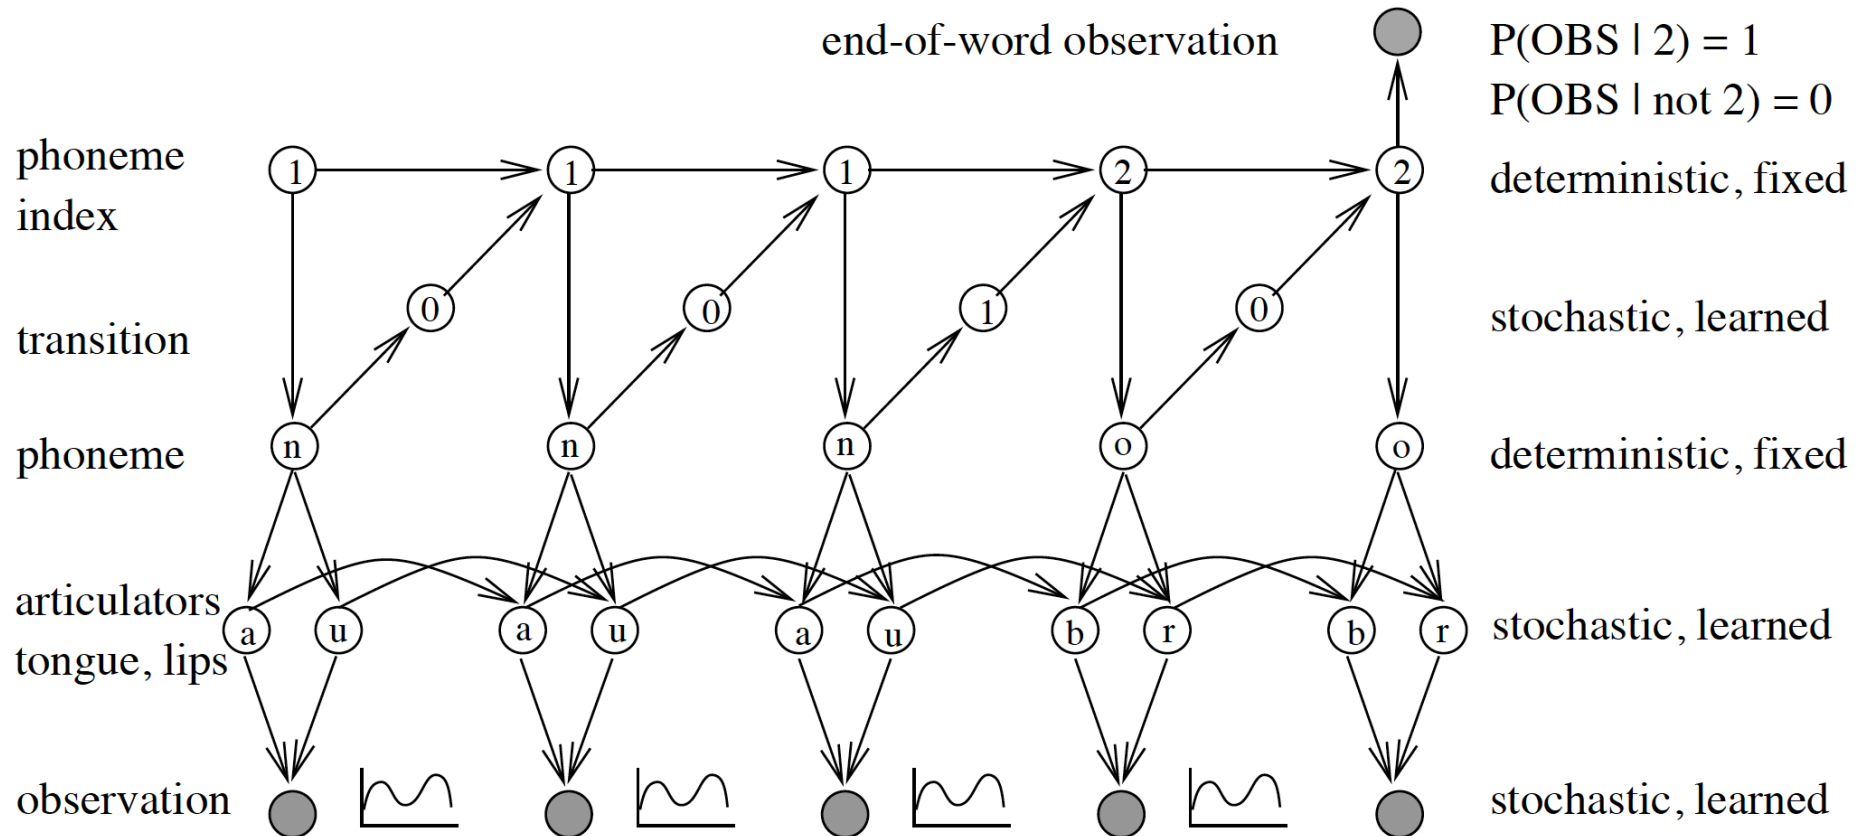 end-of-word observation
P(OBS | 2) = 1
P(OBS | not 2) = 0
phoneme
index
1 1 1 2 2
deterministic, fixed
transition
0 0 1 0
stochastic, learned
phoneme
n n n o o
deterministic, fixed
articulators
tongue, lips
a u a u a u b r b r
stochastic, learned
observation
stochastic, learned